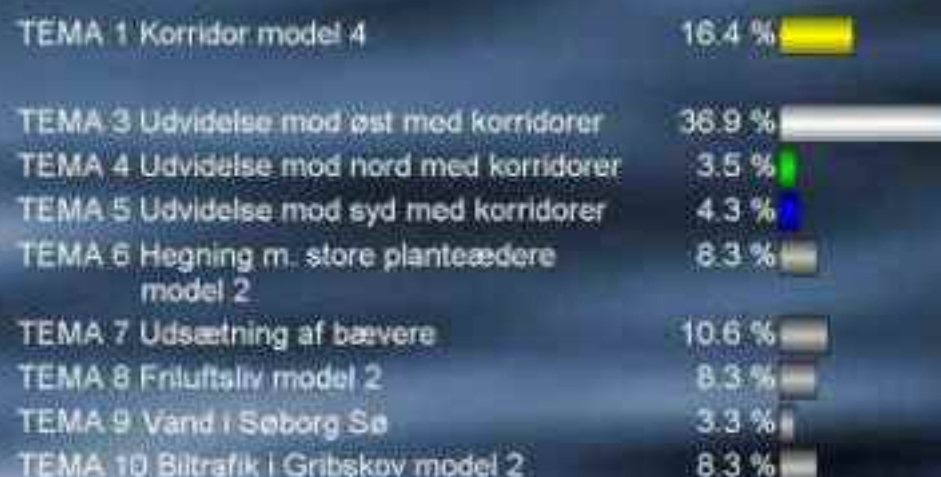 TEMA 1 Korridor model 4 16.4 %
TEMA 3 Udvidelse mod øst med korridorer 36.9 %
TEMA 4 Udvidelse mod nord med korridorer 3.5 %
TEMA 5 Udvidelse mod syd med korridorer 4.3 %
TEMA 6 Hegning m. store planteædere 8.3 %
model 2
TEMA 7 Udsætning af bævere 10.6 %
TEMA 8 Friluftsliv model 2 8.3 %
TEMA 9 Vand i Søborg Sø 3.3 %
TEMA 10 Biltrafik i Gribskov model 2 8.3 %